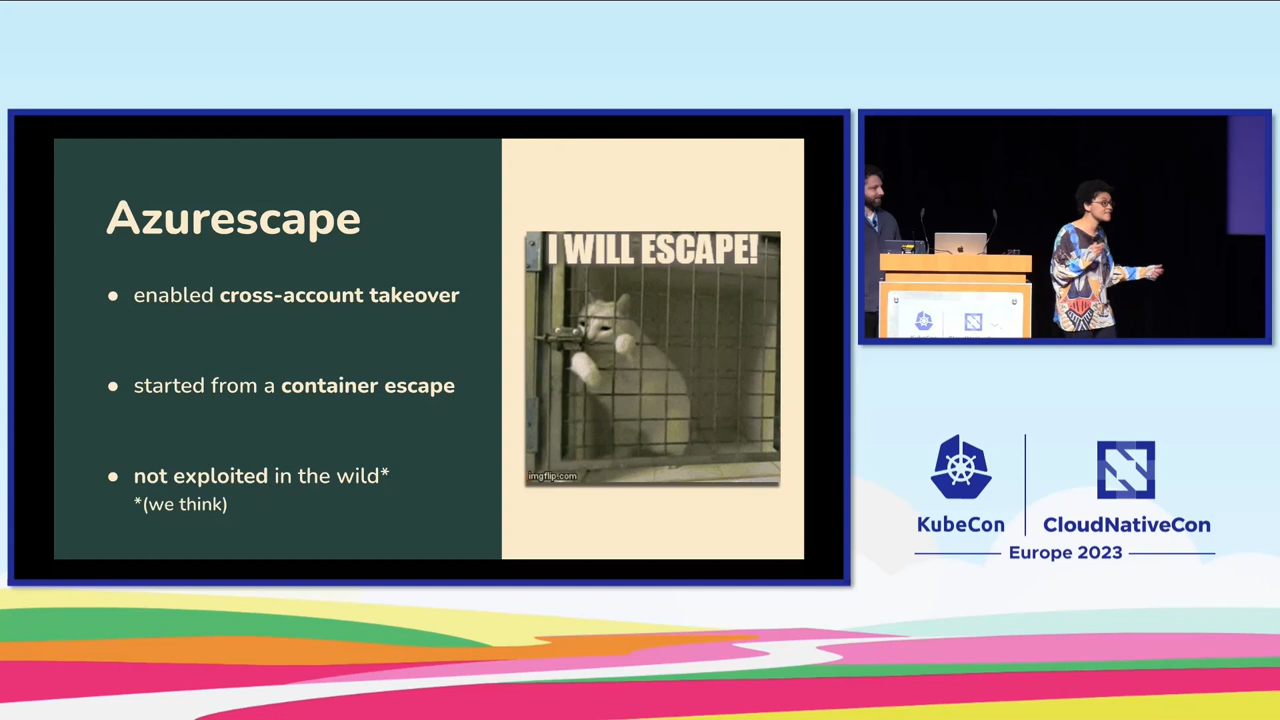 Azurescape
● enabled cross-account takeover
● started from a container escape
● not exploited in the wild*
*(we think)
I WILL ESCAPE!
imgflip.com
KubeCon
CloudNativeCon
Europe 2023